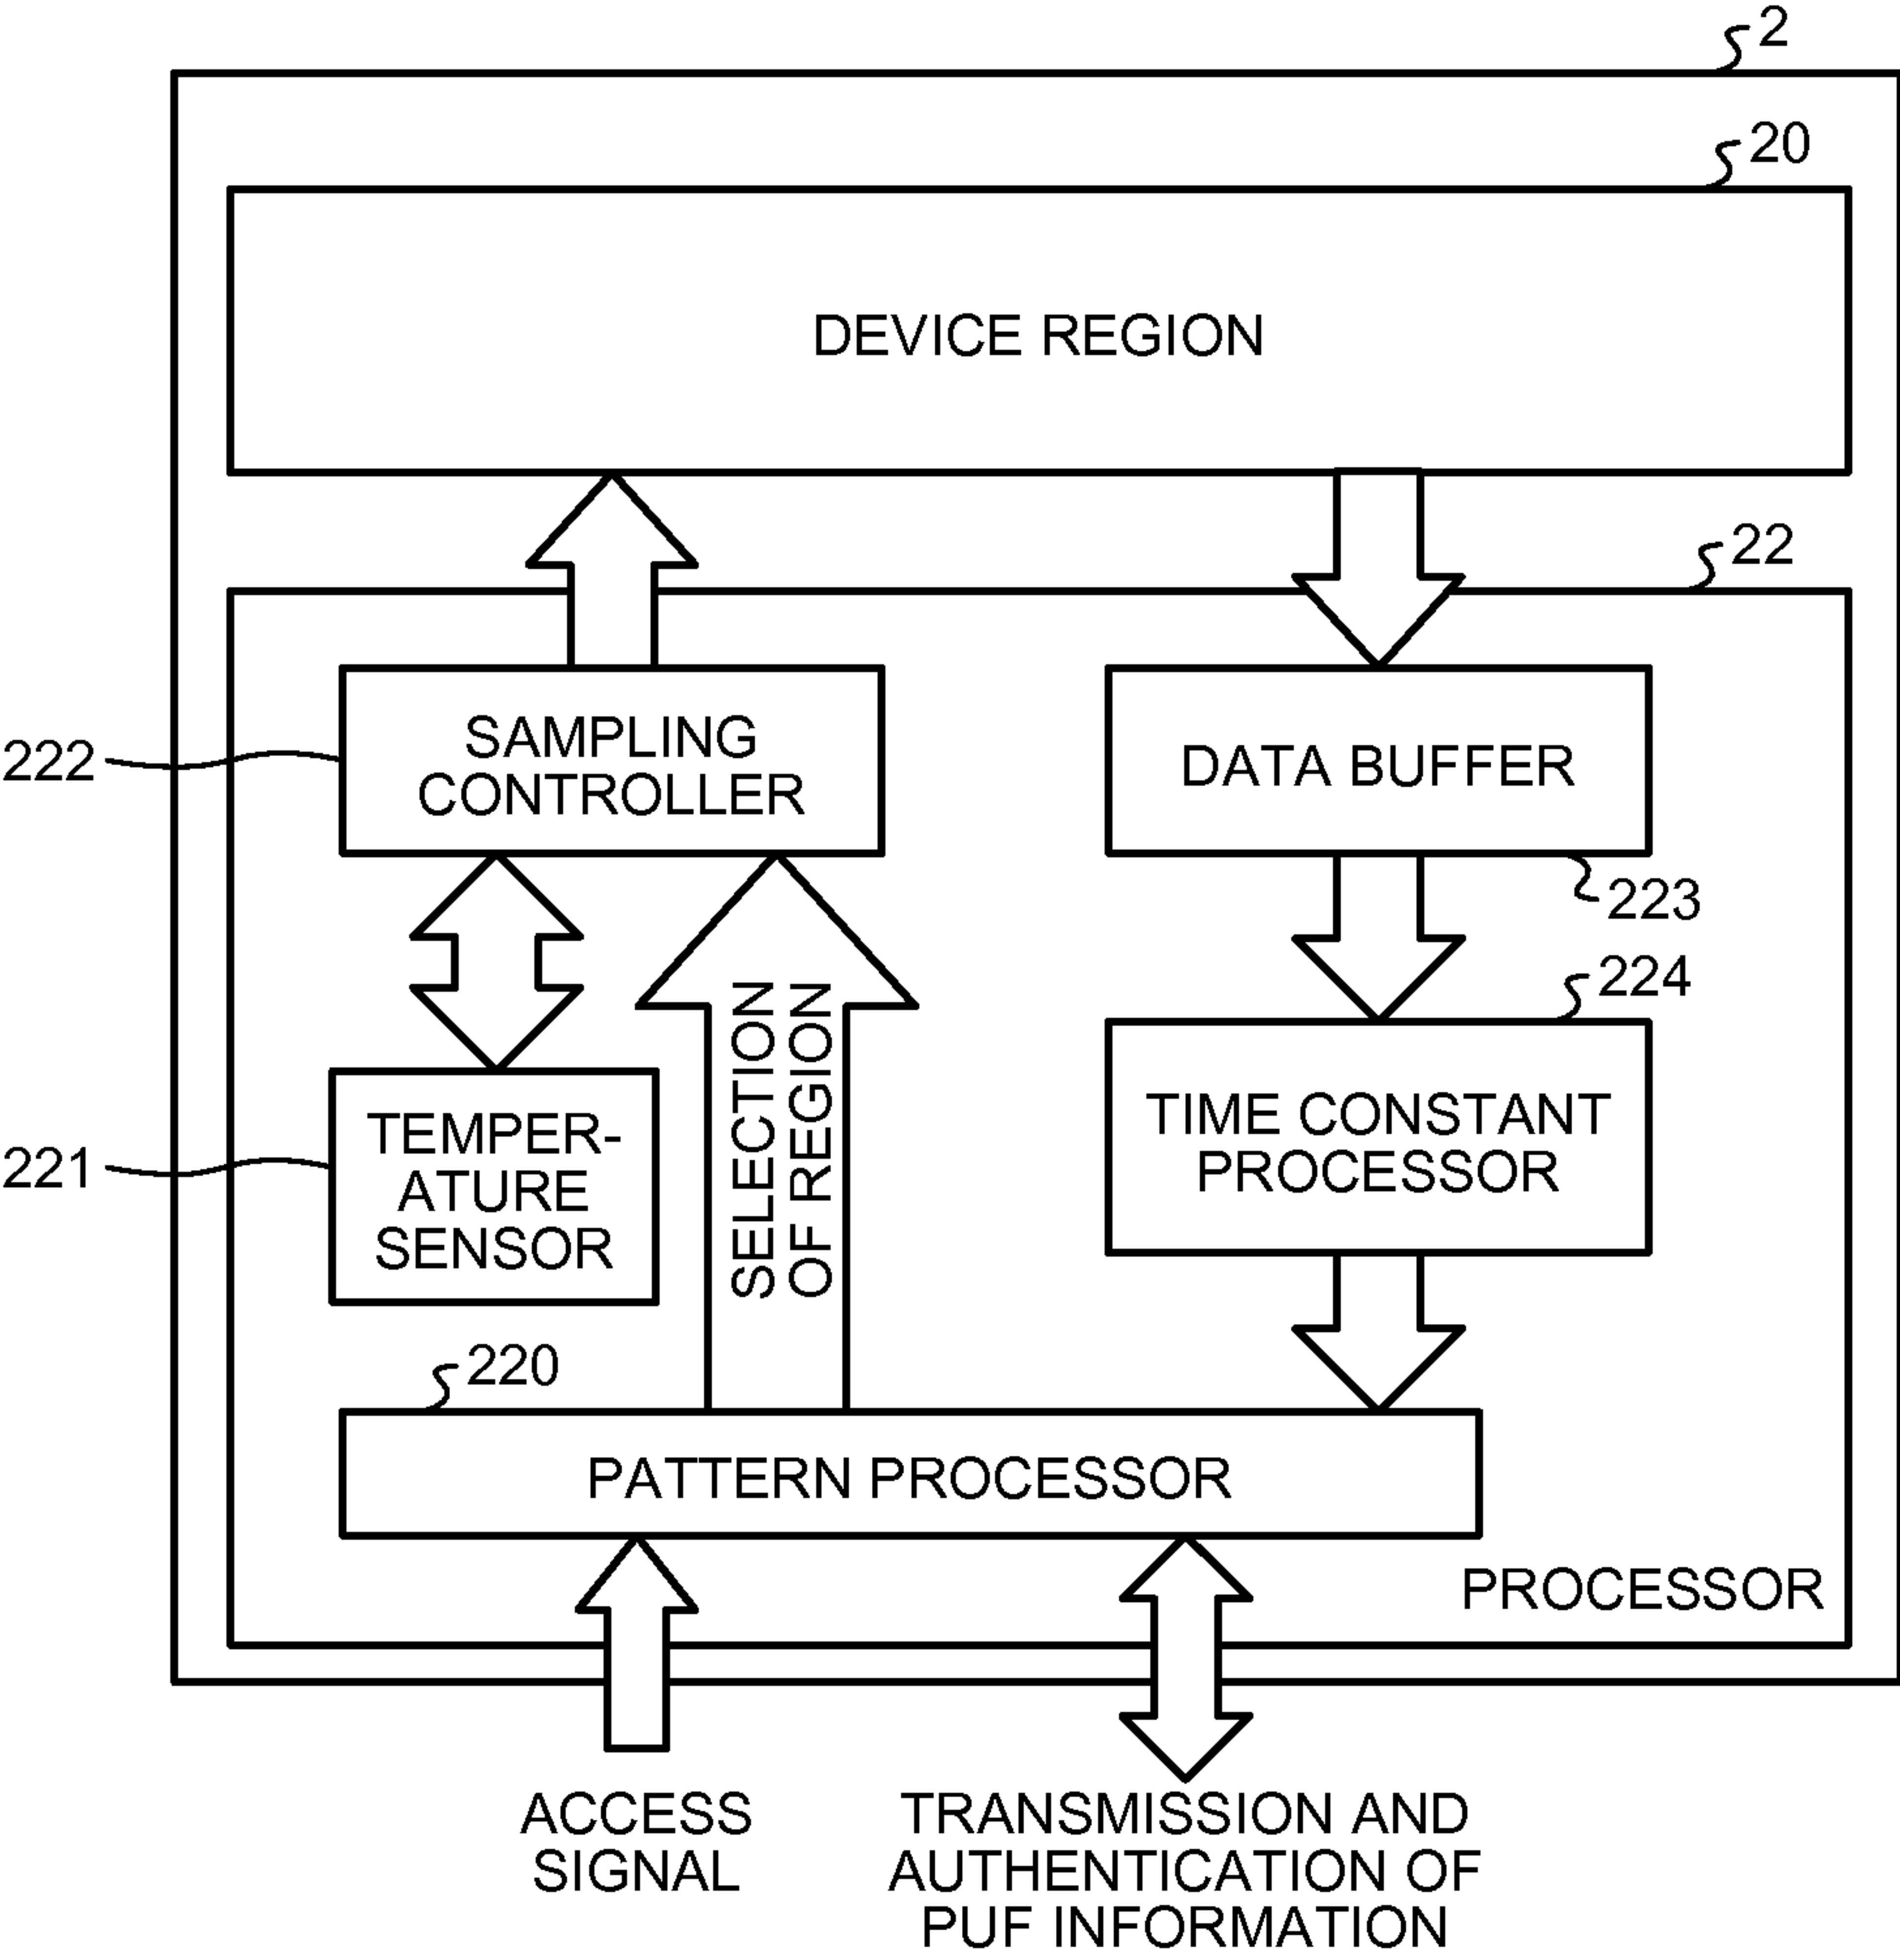 2
20
DEVICE REGION
22
222
SAMPLING
CONTROLLER
DATA BUFFER
223
224
SELECTION
OF REGION
221
TEMPER-
ATURE
SENSOR
TIME CONSTANT
PROCESSOR
220
PATTERN PROCESSOR
PROCESSOR
ACCESS
SIGNAL
TRANSMISSION AND
AUTHENTICATION OF
PUF INFORMATION